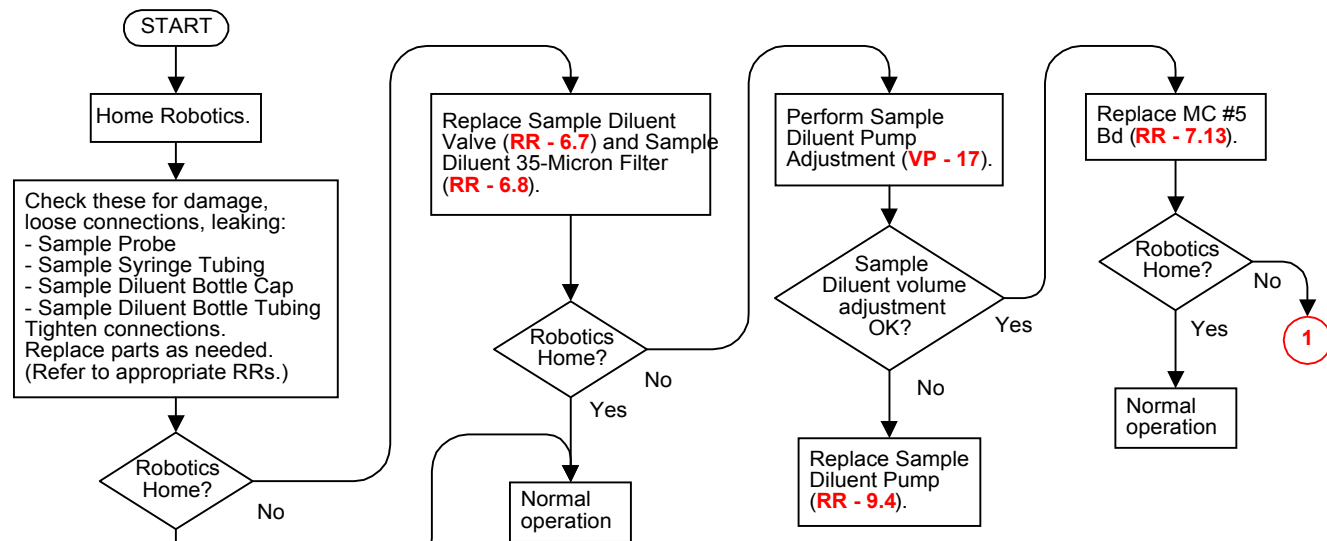 START
Home Robotics.
Check these for damage,
loose connections, leaking:
- Sample Probe
- Sample Syringe Tubing
- Sample Diluent Bottle Cap
- Sample Diluent Bottle Tubing
Tighten connections.
Replace parts as needed.
(Refer to appropriate RRs.)
Robotics
Home?
No
Replace Sample Diluent
Valve (RR - 6.7) and Sample
Diluent 35-Micron Filter
(RR - 6.8).
Robotics
Home?
No
Yes
Normal
operation
Perform Sample
Diluent Pump
Adjustment (VP - 17).
Sample
Diluent volume
adjustment
OK?
Yes
No
Replace Sample
Diluent Pump
(RR - 9.4).
Replace MC #5
Bd (RR - 7.13).
Robotics
Home?
No
Yes
1
Normal
operation